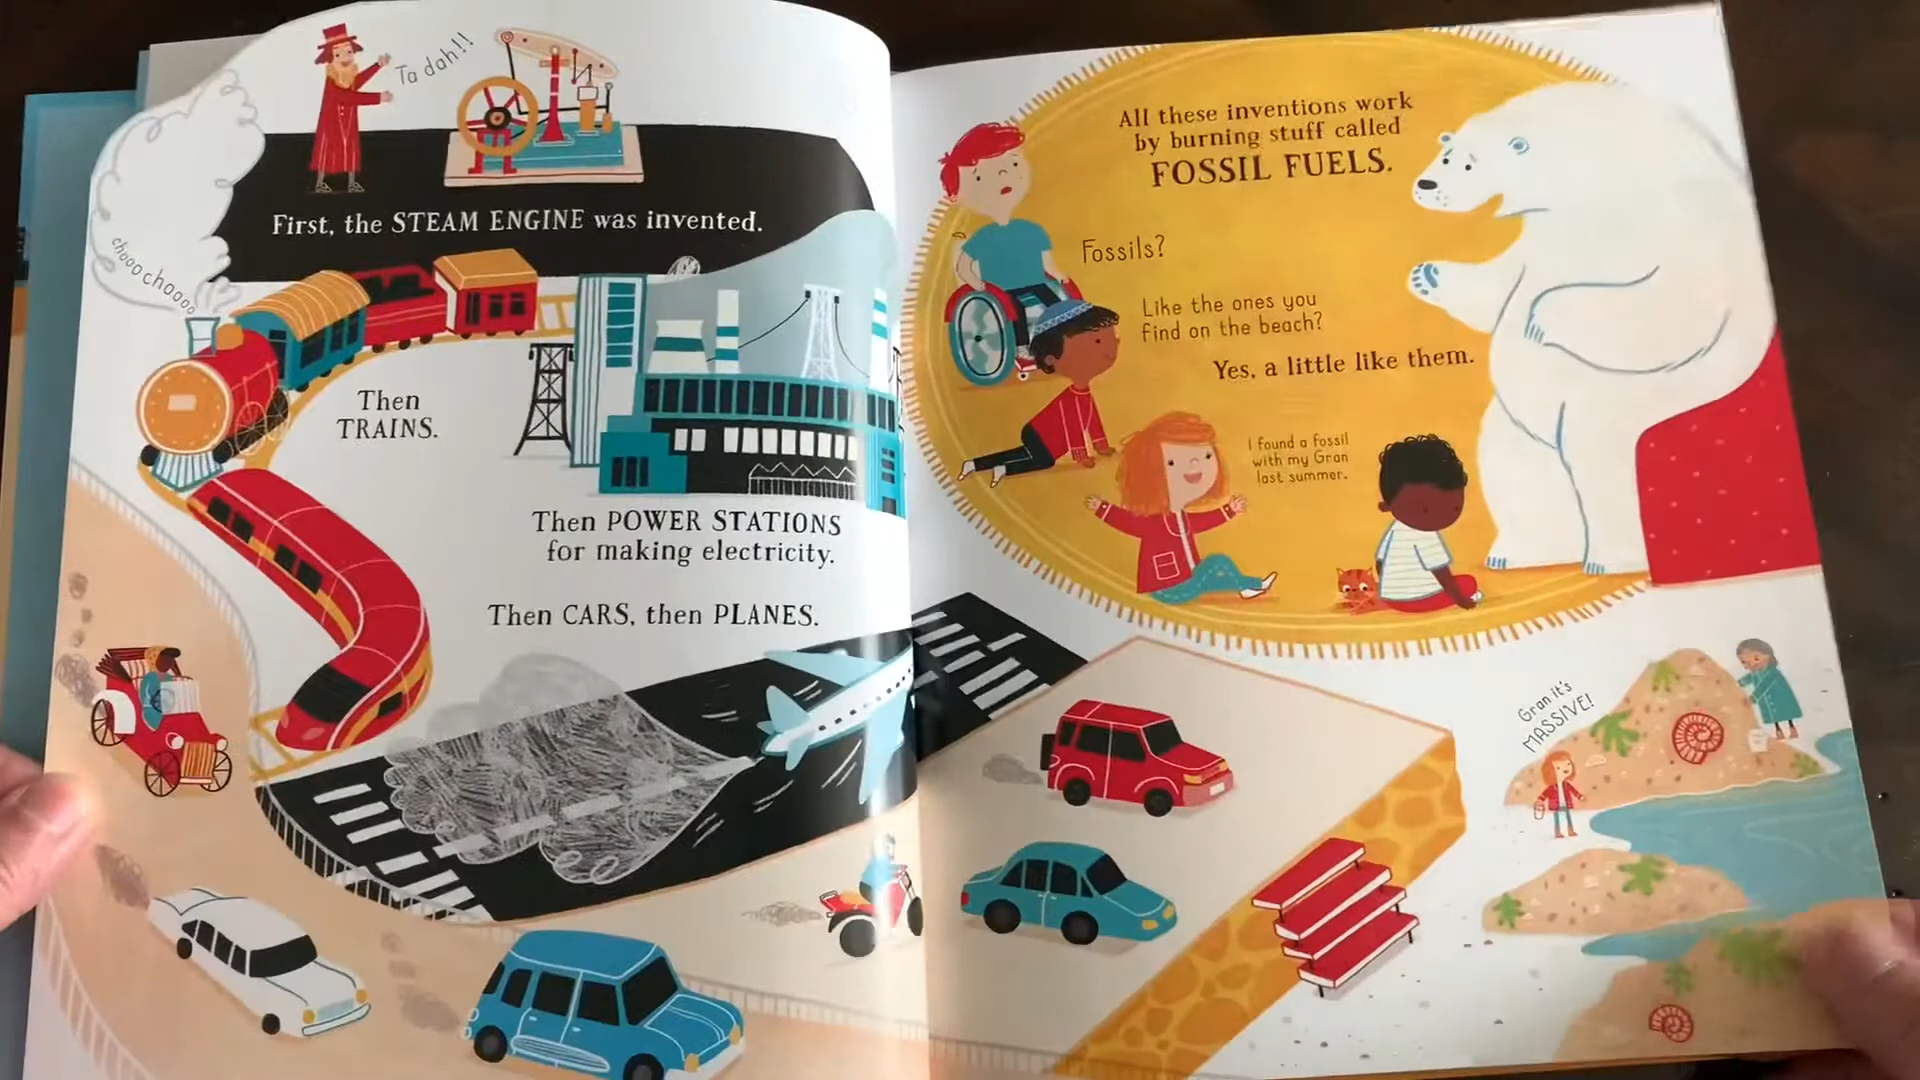 Ta dah!!
First, the STEAM ENGINE was invented.
chooo choooo
Then
TRAINS.
Then POWER STATIONS
for making electricity.
Then CARS, then PLANES.
All these inventions work
by burning stuff called
FOSSIL FUELS.
Fossils?
Like the ones you
find on the beach?
Yes, a little like them.
I found a fossil
with my Gran
last summer.
Gran it's
MASSIVE!